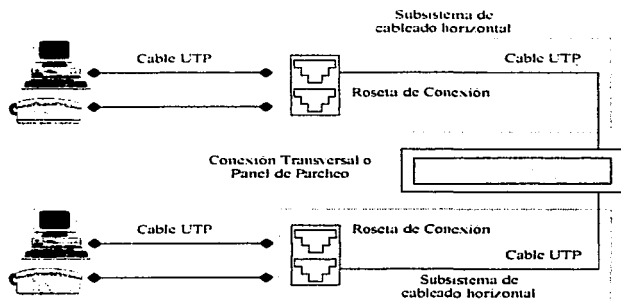 Subsistema de
cableado horizontal
Cable UTP
Cable UTP
Roseta de Conexión
Conexión Transversal o
Panel de Parcheo
Cable UTP
Roseta de Conexión
Cable UTP
Subsistema de
cableado horizontal